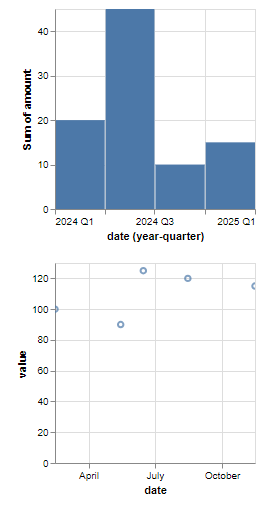 Sum of amount
40
30
20
10
0
2024 Q1 2024 Q3 2025 Q1
date (year-quarter)
value
120
100
80
60
40
20
0
April July October
date